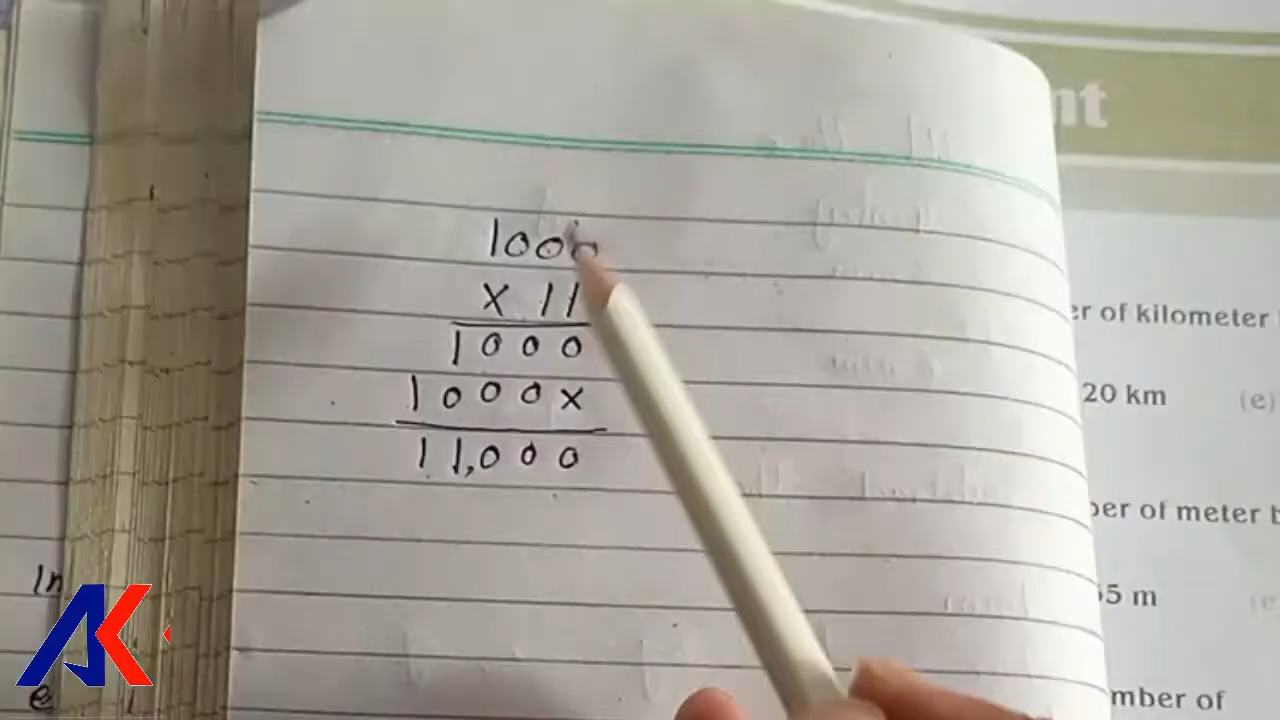 1000
x 11
1000
1000x
11,000
nt
er of kilometer
20 km (e)
ber of meter b
55 m (e
mber of
In
e
AK